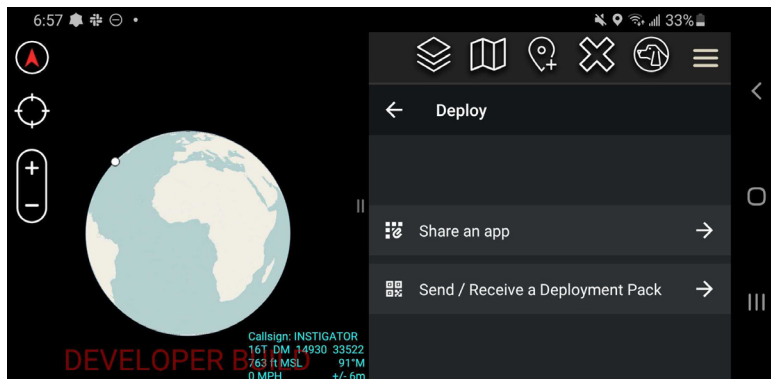 6:57
33%
Deploy
+
−
Share an app
Send / Receive a Deployment Pack
Callsign: INSTIGATOR
16T DM 14930 33522
763 ft MSL 91°M
0 MPH +/- 6m
DEVELOPER BUILD